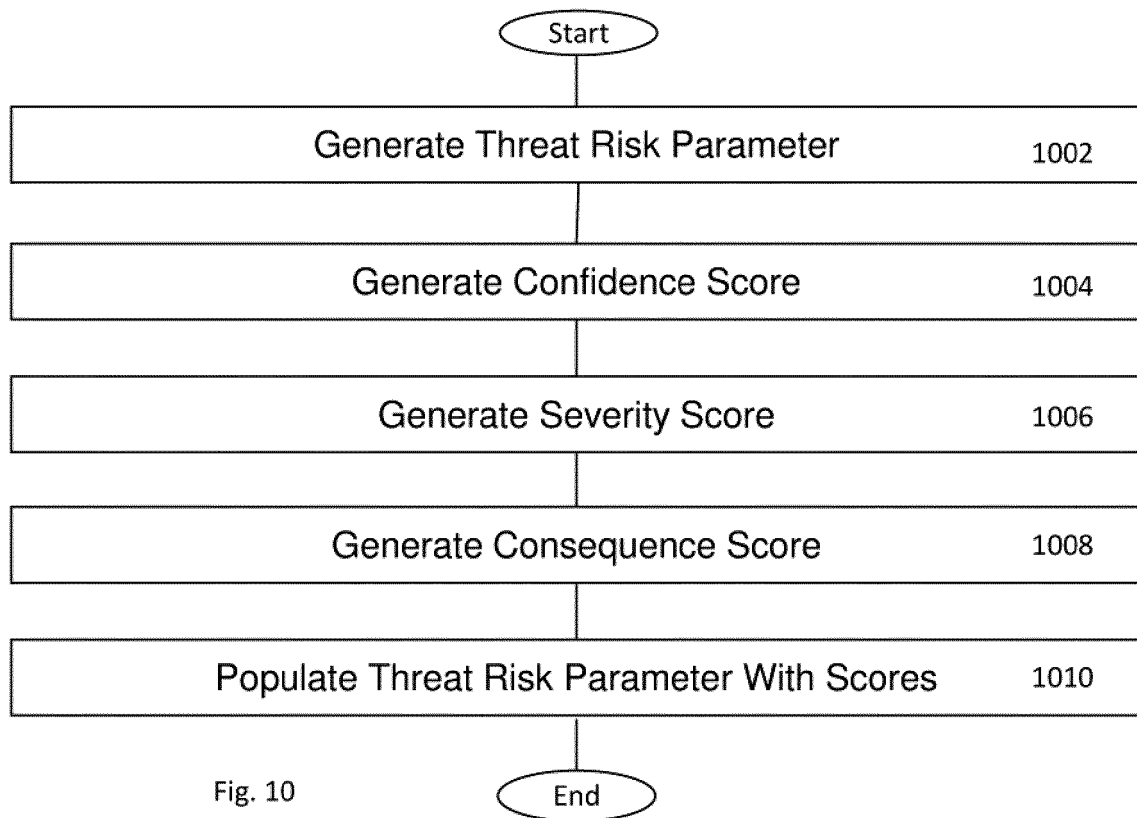 Start
Generate Threat Risk Parameter 1002
Generate Confidence Score 1004
Generate Severity Score 1006
Generate Consequence Score 1008
Populate Threat Risk Parameter With Scores 1010
Fig. 10
End